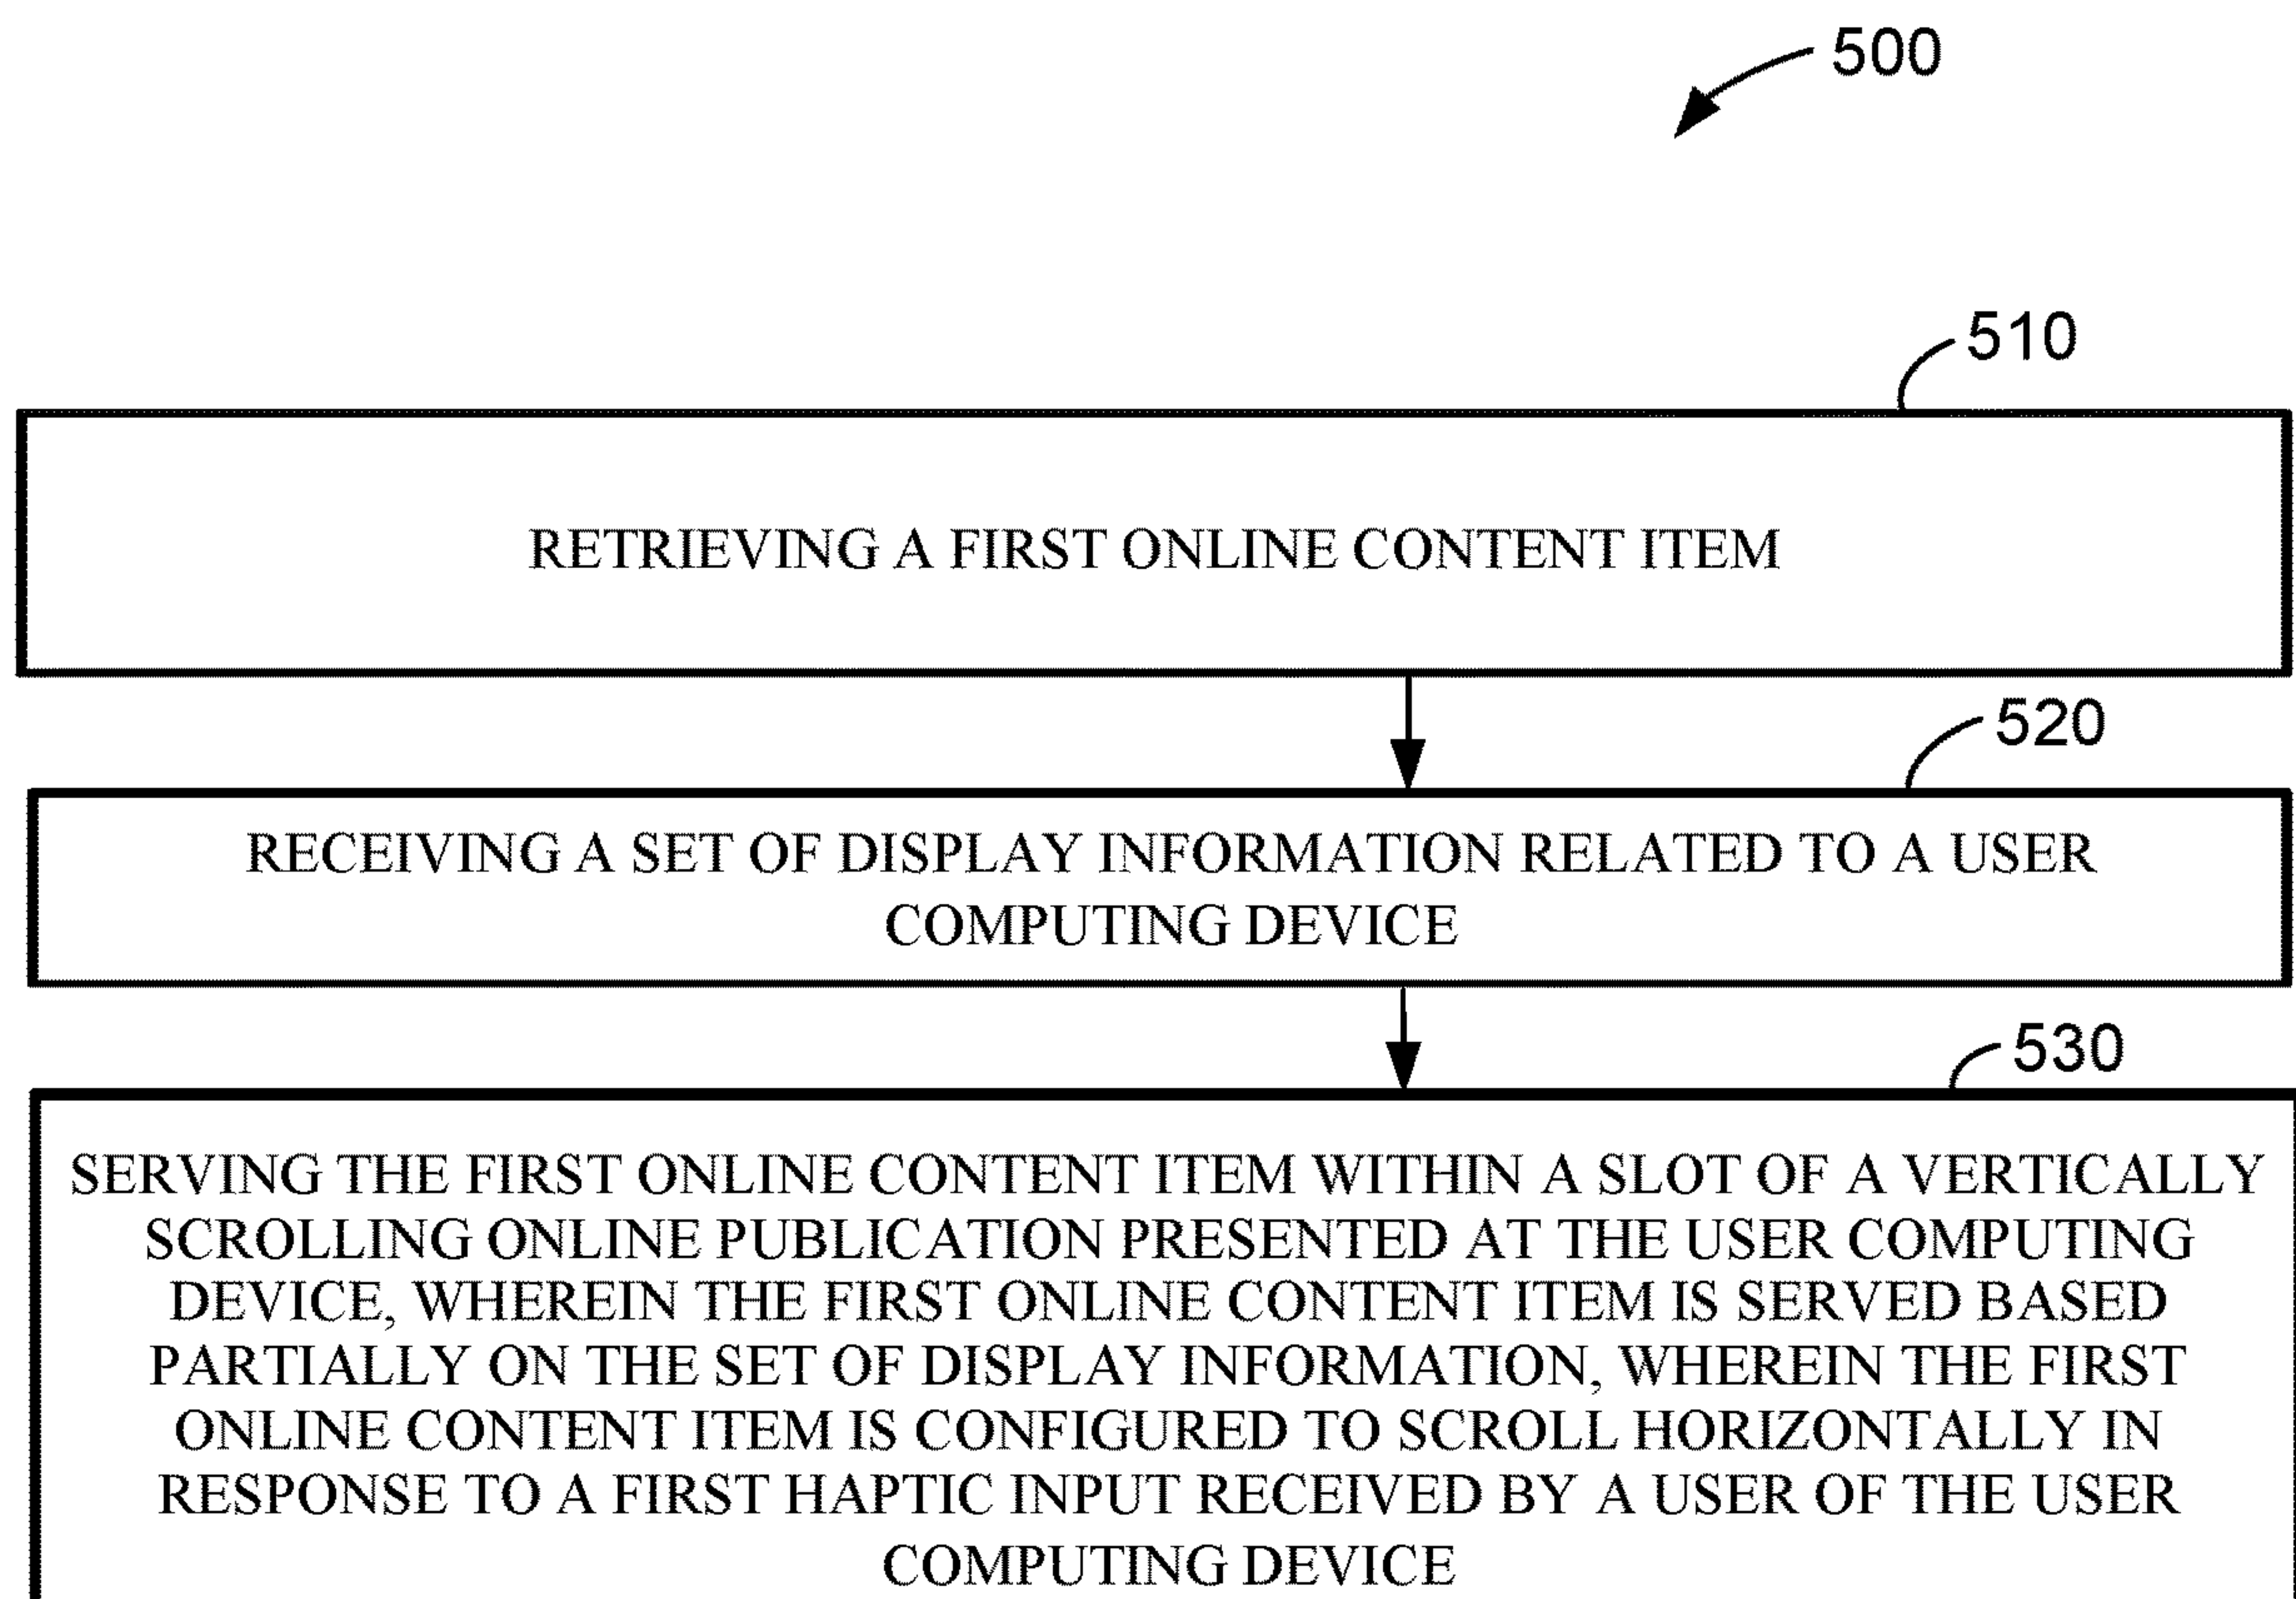 500
510
RETRIEVING A FIRST ONLINE CONTENT ITEM
520
RECEIVING A SET OF DISPLAY INFORMATION RELATED TO A USER
COMPUTING DEVICE
530
SERVING THE FIRST ONLINE CONTENT ITEM WITHIN A SLOT OF A VERTICALLY
SCROLLING ONLINE PUBLICATION PRESENTED AT THE USER COMPUTING
DEVICE, WHEREIN THE FIRST ONLINE CONTENT ITEM IS SERVED BASED
PARTIALLY ON THE SET OF DISPLAY INFORMATION, WHEREIN THE FIRST
ONLINE CONTENT ITEM IS CONFIGURED TO SCROLL HORIZONTALLY IN
RESPONSE TO A FIRST HAPTIC INPUT RECEIVED BY A USER OF THE USER
COMPUTING DEVICE